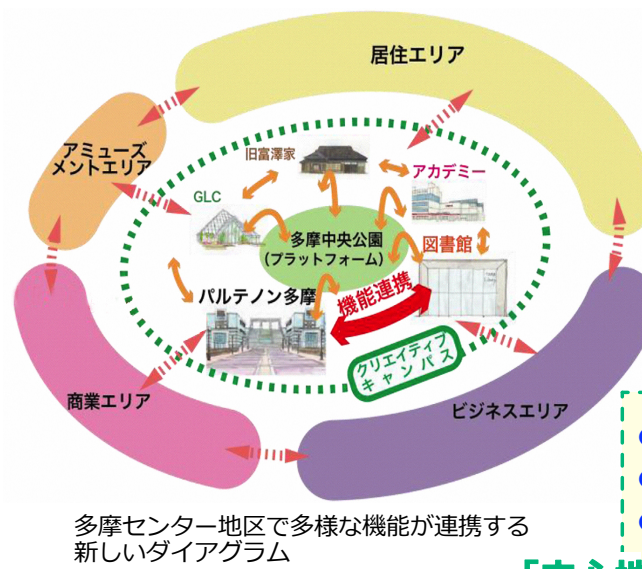 居住エリア
アミューズ
メントエリア
旧富澤家
アカデミー
GLC
多摩中央公園
(プラットフォーム)
図書館
パルテノン多摩
機能連携
クリエイティブ
キャンパス
商業エリア
ビジネスエリア
多摩センター地区で多様な機能が連携する
新しいダイアグラム